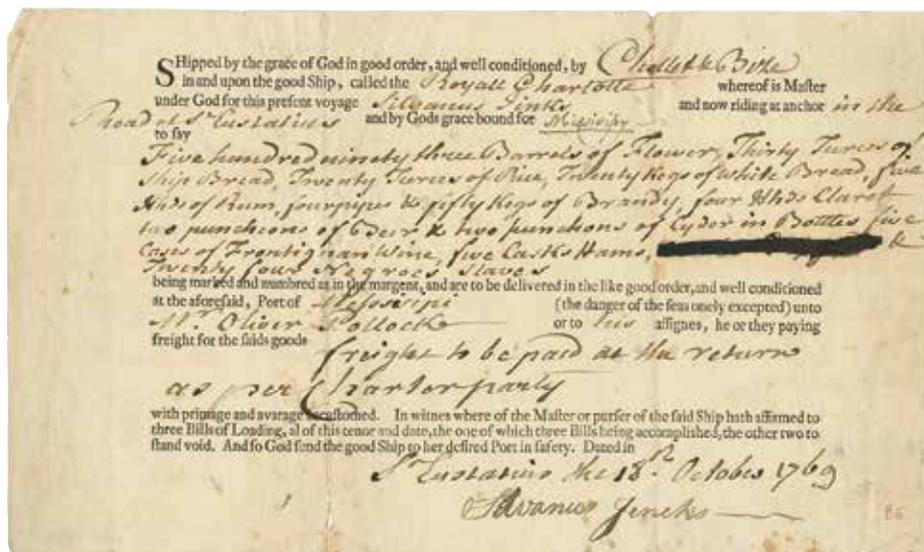 SHipped by the grace of God in good order, and well conditioned, by
in and upon the good Ship, called the Royall Charlotte whereof is Master
under God for this preſent voyage Silvanus Jinks and now riding at anchor in the
Road of St Eustatius and by Gods grace bound for Missisipy
to ſay
Five hundred ninety three Barrels of Flower, Thirty Turces of
Ship Bread, Twenty Turces of Rice, Twenty Kegs of white Bread, five
Hhds of Rum, four pipes & fifty Kegs of Brandy, four Hhds Claret
two puncheons of Beer & two punchons of Cyder in Bottles five
Cases of Frontignan Wine, five Casks Hams, &
Twenty four Negroes Slaves
being marked and numbred as in the margent, and are to be delivered in the like good order, and well conditioned
at the aforeſaid, Port of Messisipi (the danger of the ſeas onely excepted) unto
Mr Oliver Pollock or to his aſſignes, he or they paying
freight for the ſaids goods
freight to be paid at the return
as per Charter party
with primage and avarage accuſtomed. In witnes where of the Maſter or purſer of the ſaid Ship hath affirmed to
three Bills of Loading, al of this tenor and date, the one of which three Bills being accompliſhed, the other two to
ſtand void. And ſo God ſend the good Ship to her deſired Port in ſafety. Dated in
St Eustatius the 18th October 1769
Silvanus Jencks
86